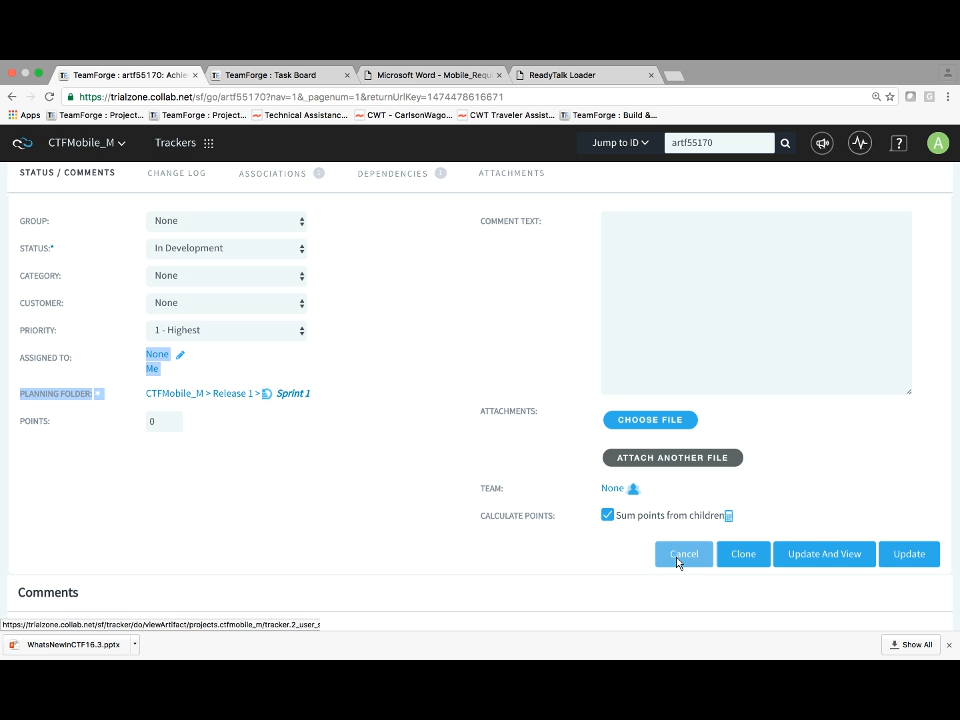 TeamForge : artf55170: Achie
TeamForge : Task Board
Microsoft Word - Mobile_Requ
ReadyTalk Loader
https://trialzone.collab.net/sf/go/artf55170?nav=1&_pagenum=1&returnUrlKey=1474478616671
Apps
TeamForge : Project...
TeamForge : Project...
Technical Assistanc...
CWT - CarlsonWago...
CWT Traveler Assist...
TeamForge : Build &...
CTFMobile_M
Trackers
Jump to ID
artf55170
?
A
STATUS / COMMENTS
CHANGE LOG
ASSOCIATIONS
DEPENDENCIES
ATTACHMENTS
GROUP:
None
STATUS:*
In Development
CATEGORY:
None
CUSTOMER:
None
PRIORITY:
1 - Highest
ASSIGNED TO:
None
Me
PLANNING FOLDER:
CTFMobile_M > Release 1 > Sprint 1
POINTS:
0
COMMENT TEXT:
ATTACHMENTS:
CHOOSE FILE
ATTACH ANOTHER FILE
TEAM:
None
CALCULATE POINTS:
Sum points from children
Cancel
Clone
Update And View
Update
Comments
https://trialzone.collab.net/sf/tracker/do/viewArtifact/projects.ctfmobile_m/tracker.2_user_s
WhatsNewInCTF16.3.pptx
Show All